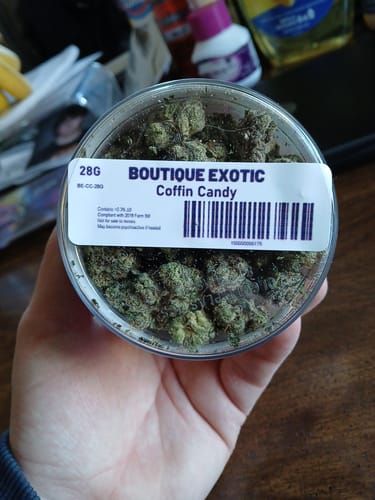 28G
BOUTIQUE EXOTIC
BE-CC-28G
Coffin Candy
Contains <0.3% Δ9
Compliant with 2018 Farm Bill
Not for sale to minors
May become psychoactive if heated